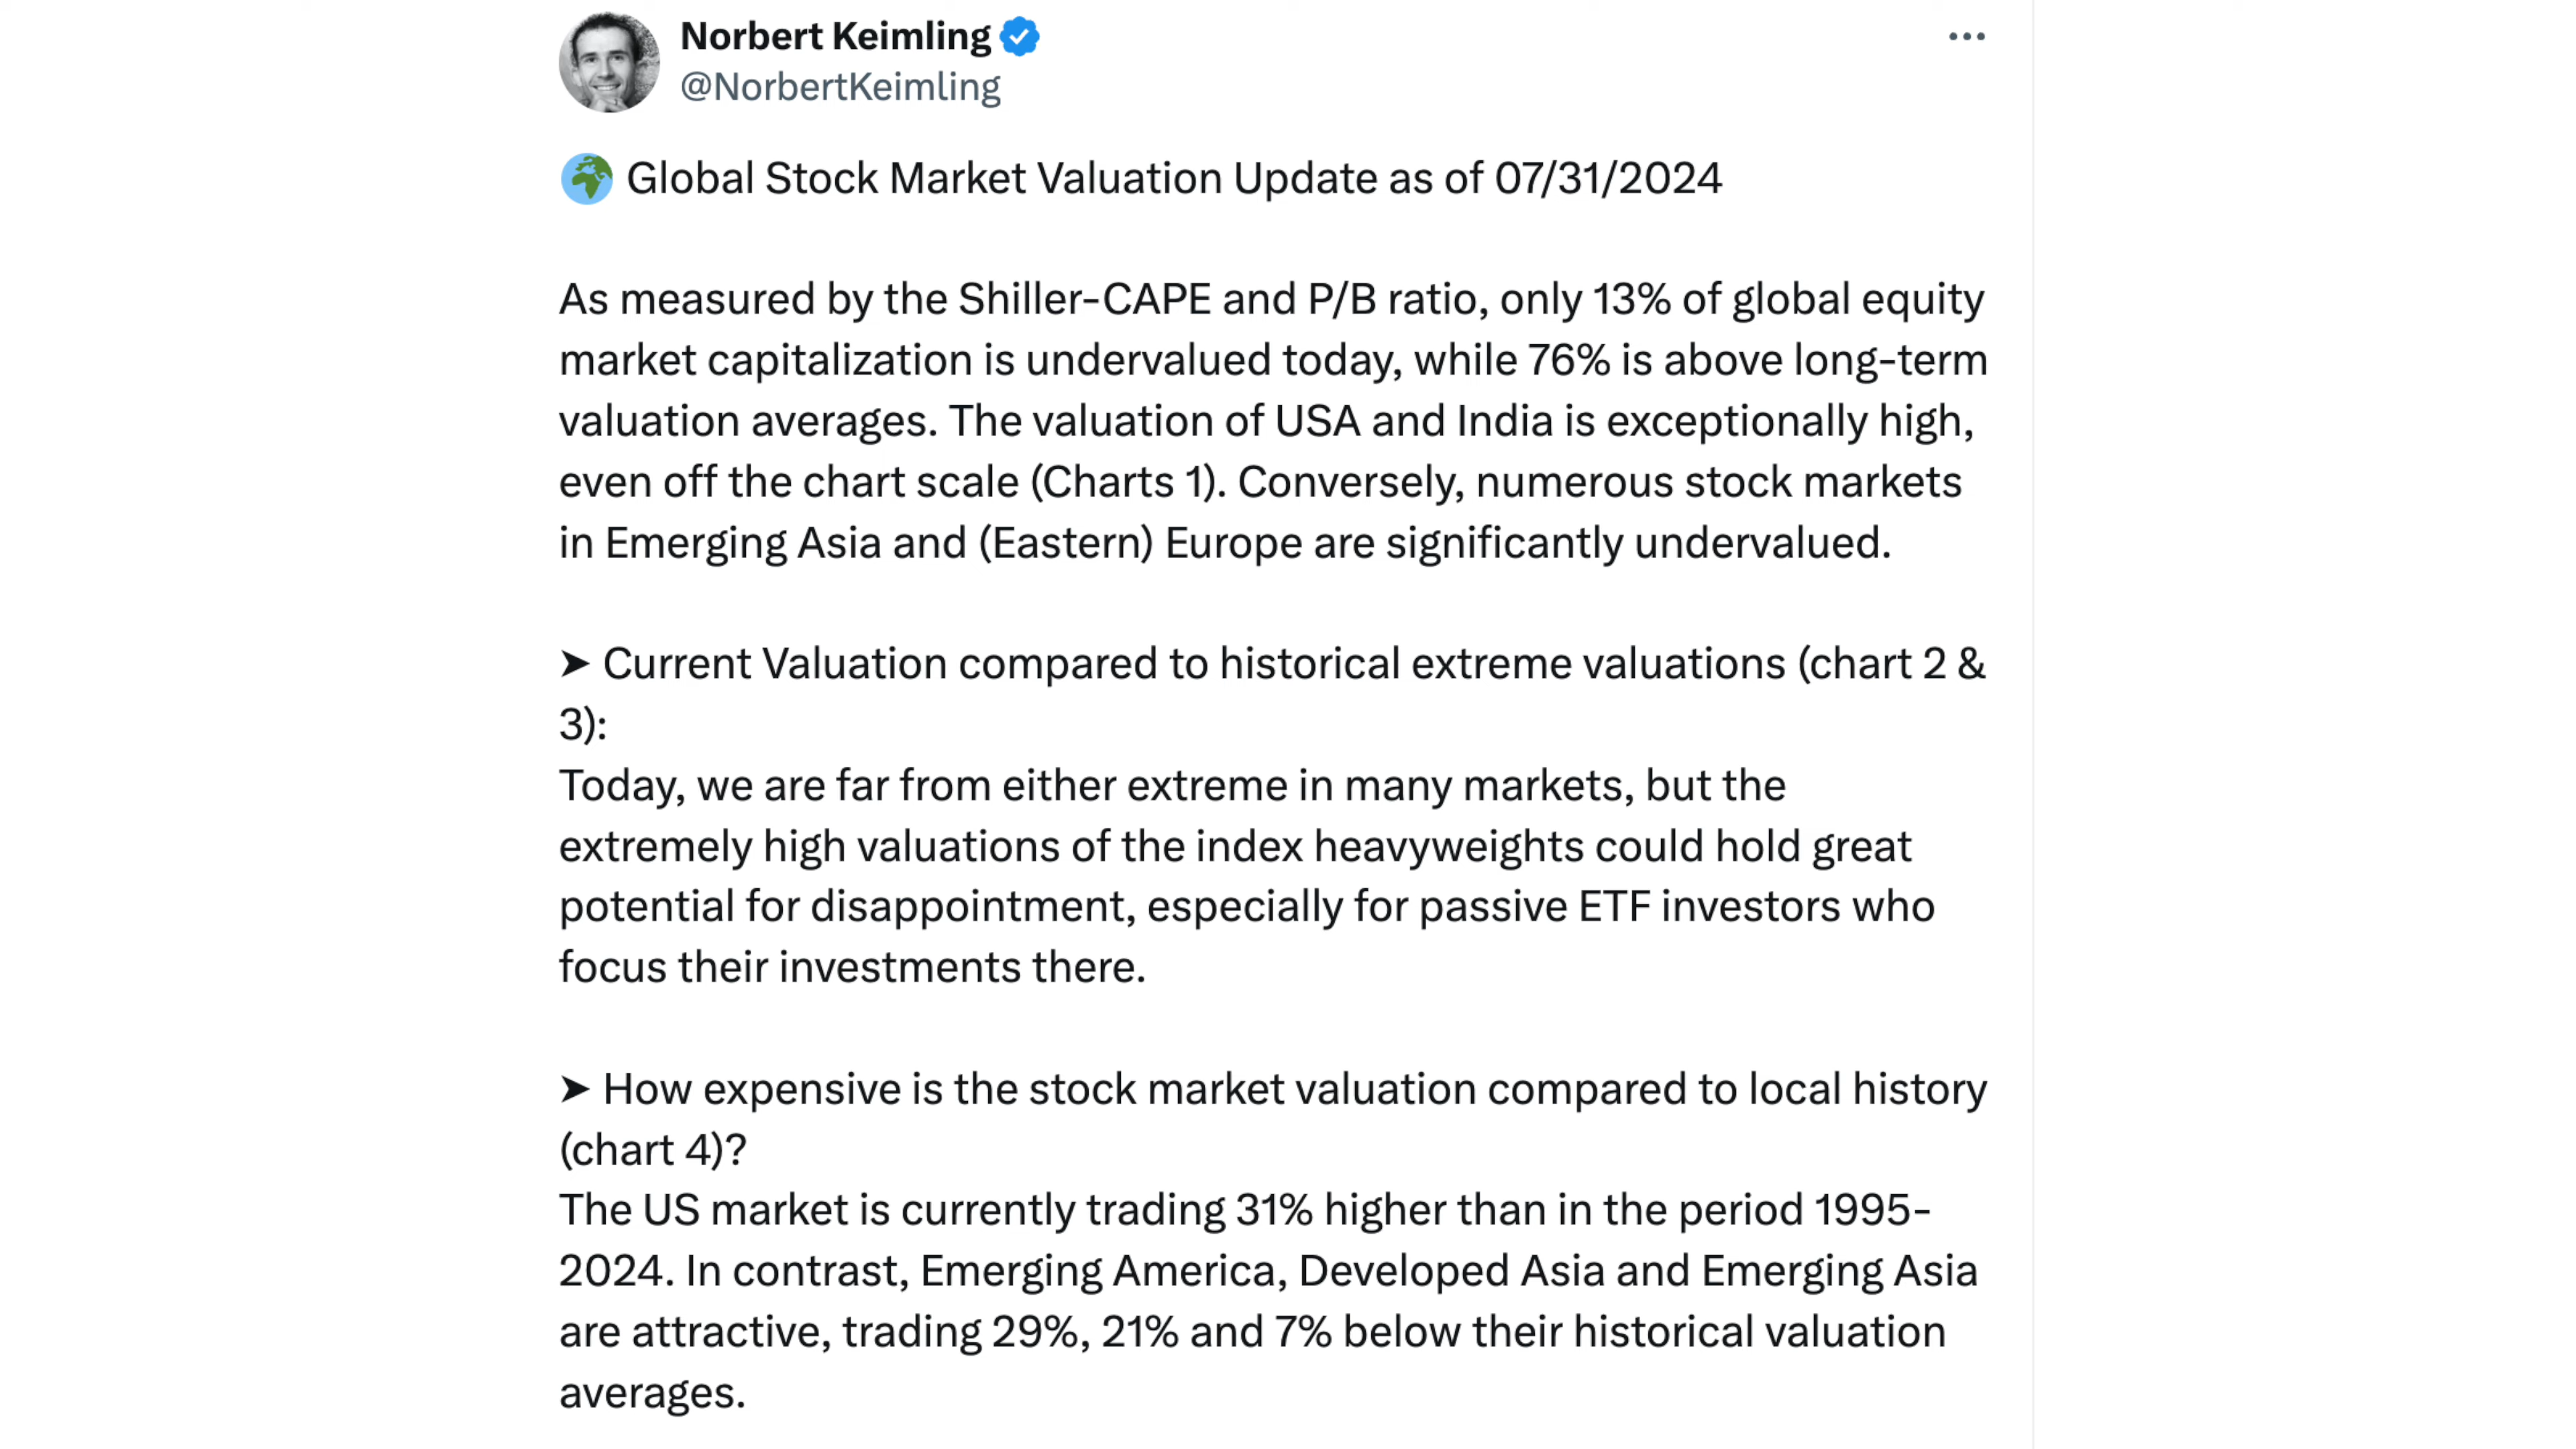 Norbert Keimling
@NorbertKeimling
🌍 Global Stock Market Valuation Update as of 07/31/2024
As measured by the Shiller-CAPE and P/B ratio, only 13% of global equity
market capitalization is undervalued today, while 76% is above long-term
valuation averages. The valuation of USA and India is exceptionally high,
even off the chart scale (Charts 1). Conversely, numerous stock markets
in Emerging Asia and (Eastern) Europe are significantly undervalued.
➤ Current Valuation compared to historical extreme valuations (chart 2 &
3):
Today, we are far from either extreme in many markets, but the
extremely high valuations of the index heavyweights could hold great
potential for disappointment, especially for passive ETF investors who
focus their investments there.
➤ How expensive is the stock market valuation compared to local history
(chart 4)?
The US market is currently trading 31% higher than in the period 1995-
2024. In contrast, Emerging America, Developed Asia and Emerging Asia
are attractive, trading 29%, 21% and 7% below their historical valuation
averages.